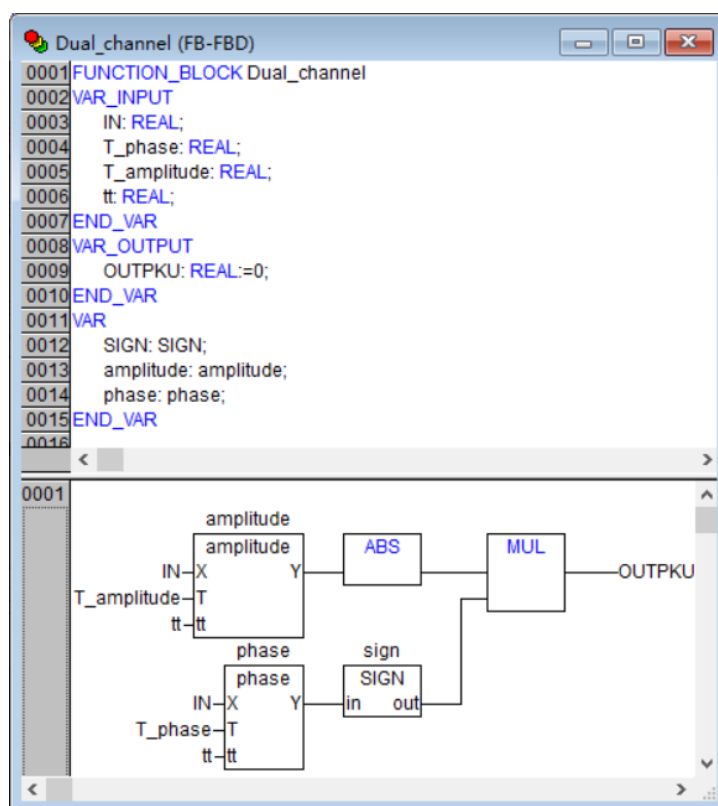 Dual_channel (FB-FBD)
0001 FUNCTION_BLOCK Dual_channel
0002 VAR_INPUT
0003 IN: REAL;
0004 T_phase: REAL;
0005 T_amplitude: REAL;
0006 tt: REAL;
0007 END_VAR
0008 VAR_OUTPUT
0009 OUTPKU: REAL:=0;
0010 END_VAR
0011 VAR
0012 SIGN: SIGN;
0013 amplitude: amplitude;
0014 phase: phase;
0015 END_VAR
0016
0001
amplitude
amplitude ABS MUL
IN X Y OUTPKU
T_amplitude T
tt tt
phase sign
phase SIGN
IN X Y in out
T_phase T
tt tt